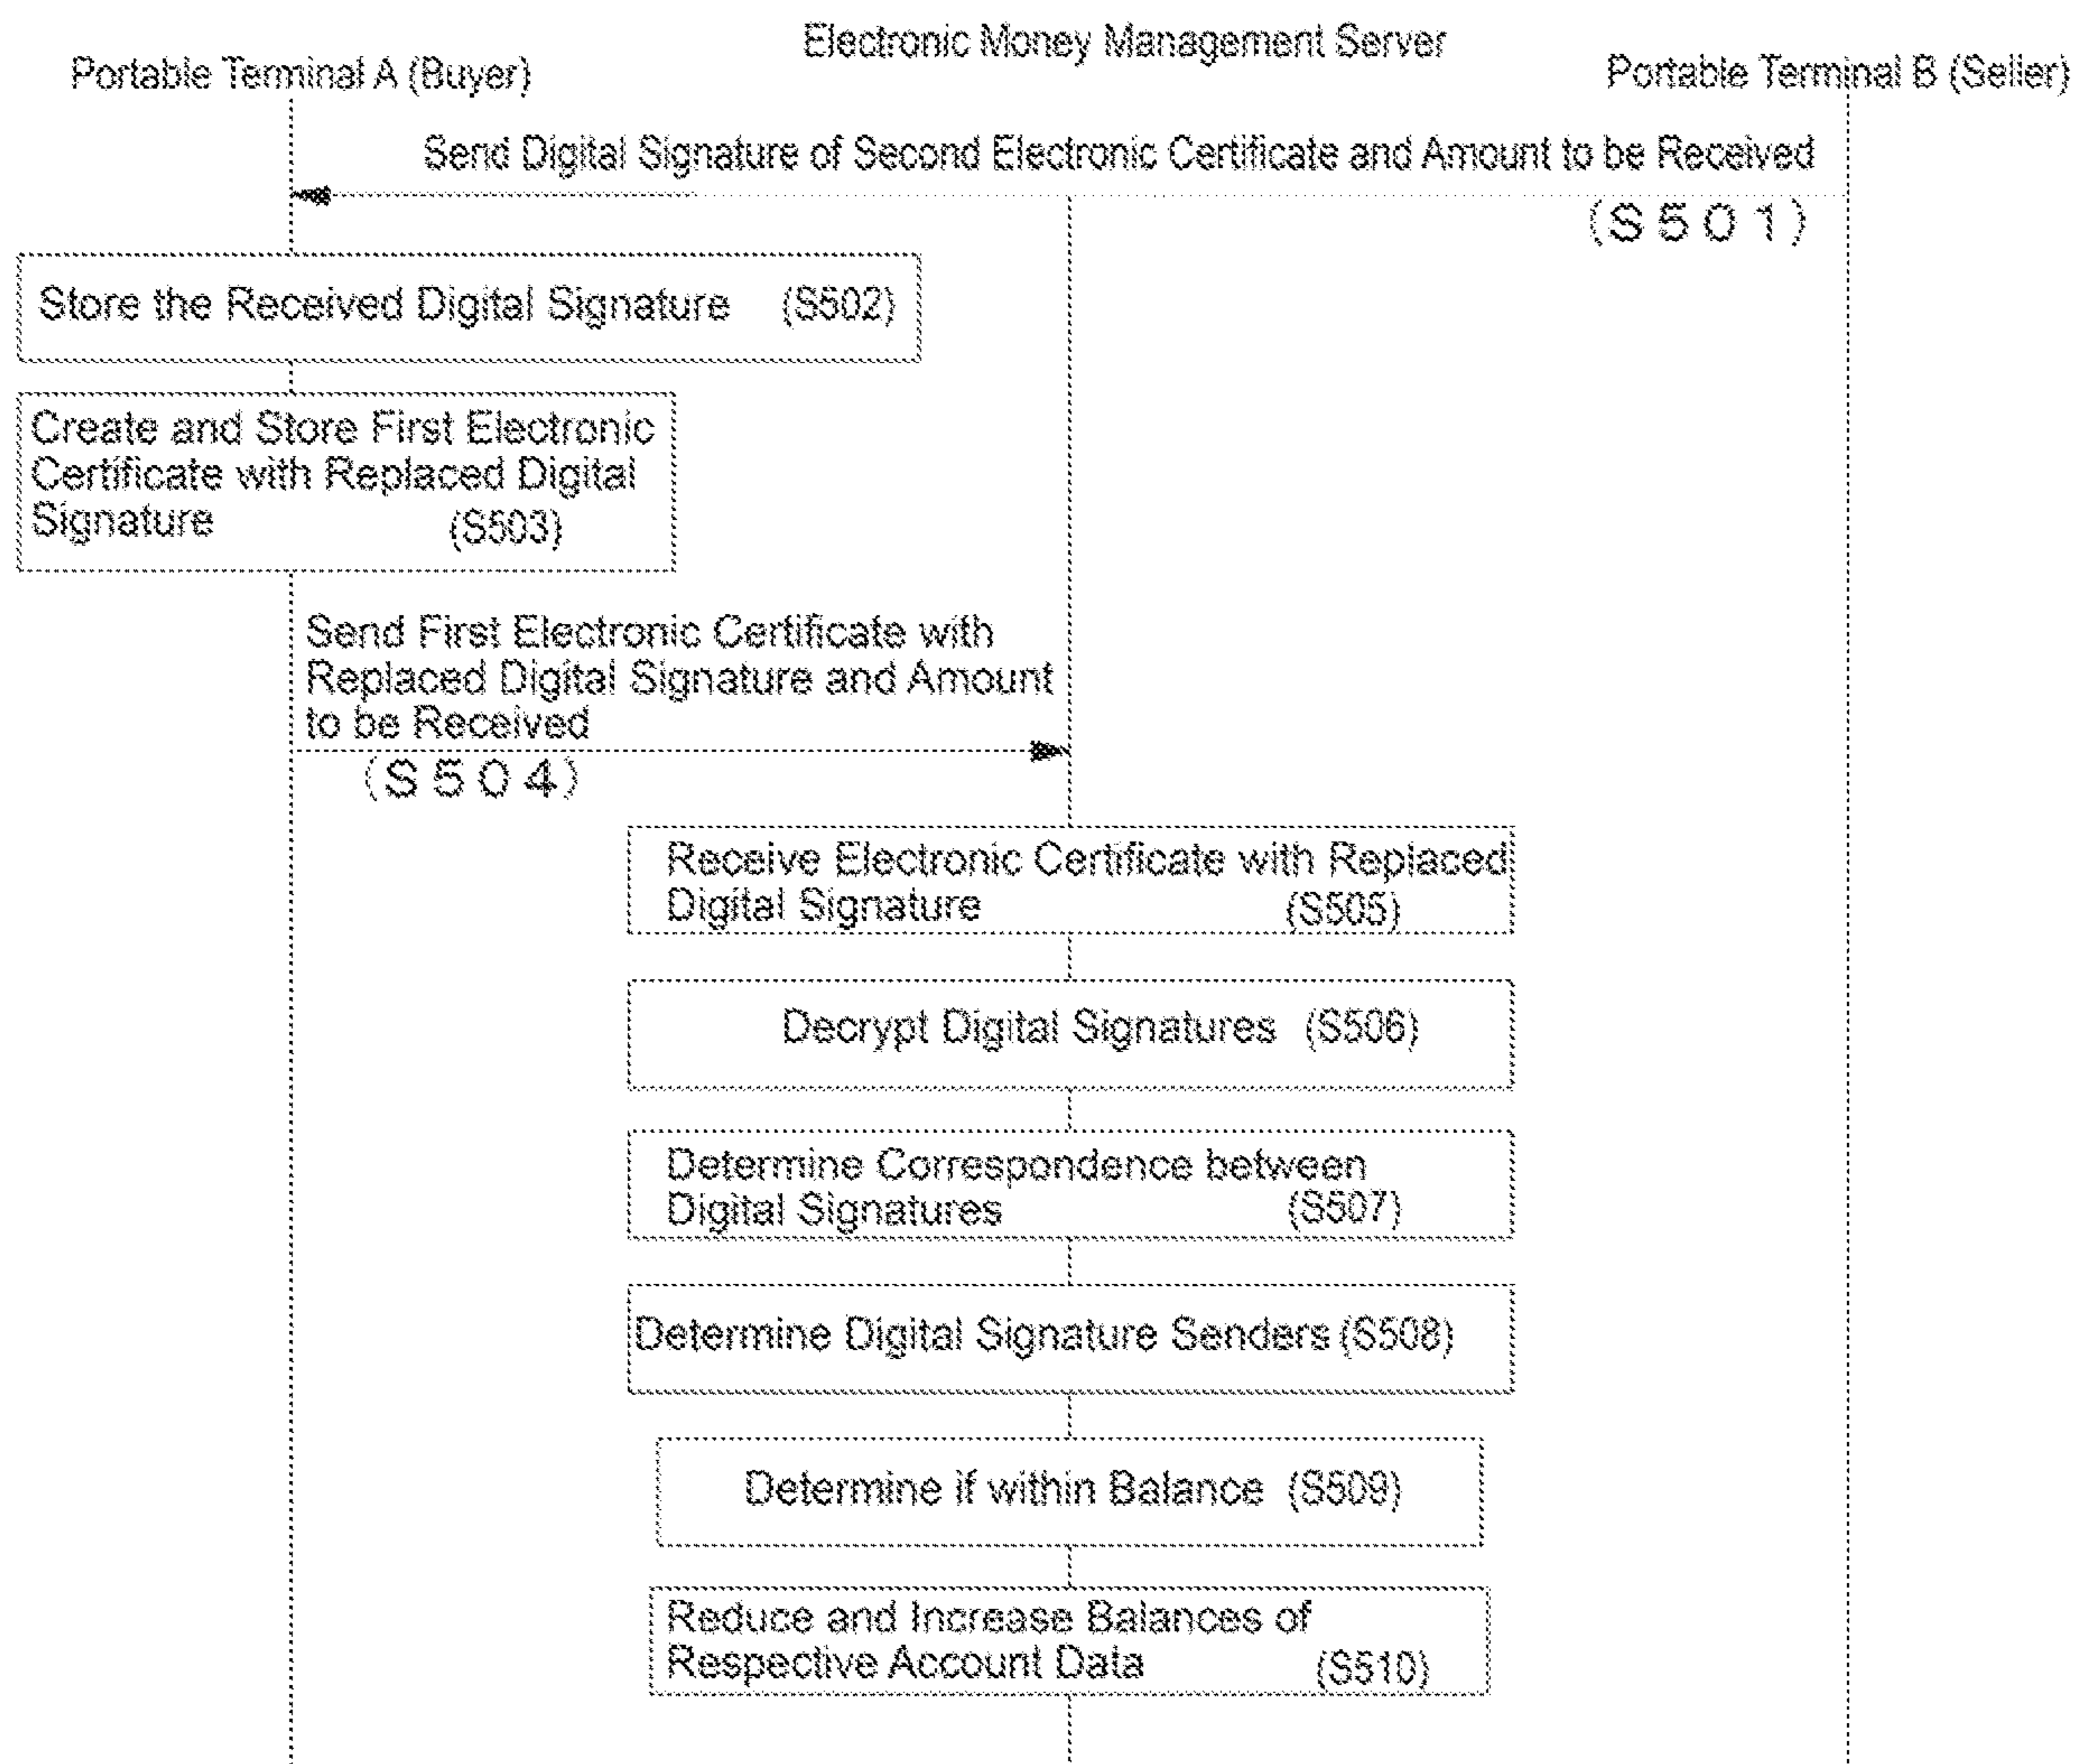 Electronic Money Management Server
Portable Terminal A (Buyer)
Portable Terminal B (Seller)
Send Digital Signature of Second Electronic Certificate and Amount to be Received
(S501)
Store the Received Digital Signature (S502)
Create and Store First Electronic
Certificate with Replaced Digital
Signature (S503)
Send First Electronic Certificate with
Replaced Digital Signature and Amount
to be Received
(S504)
Receive Electronic Certificate with Replaced
Digital Signature (S505)
Decrypt Digital Signatures (S506)
Determine Correspondence between
Digital Signatures (S507)
Determine Digital Signature Senders (S508)
Determine if within Balance (S509)
Reduce and Increase Balances of
Respective Account Data (S510)